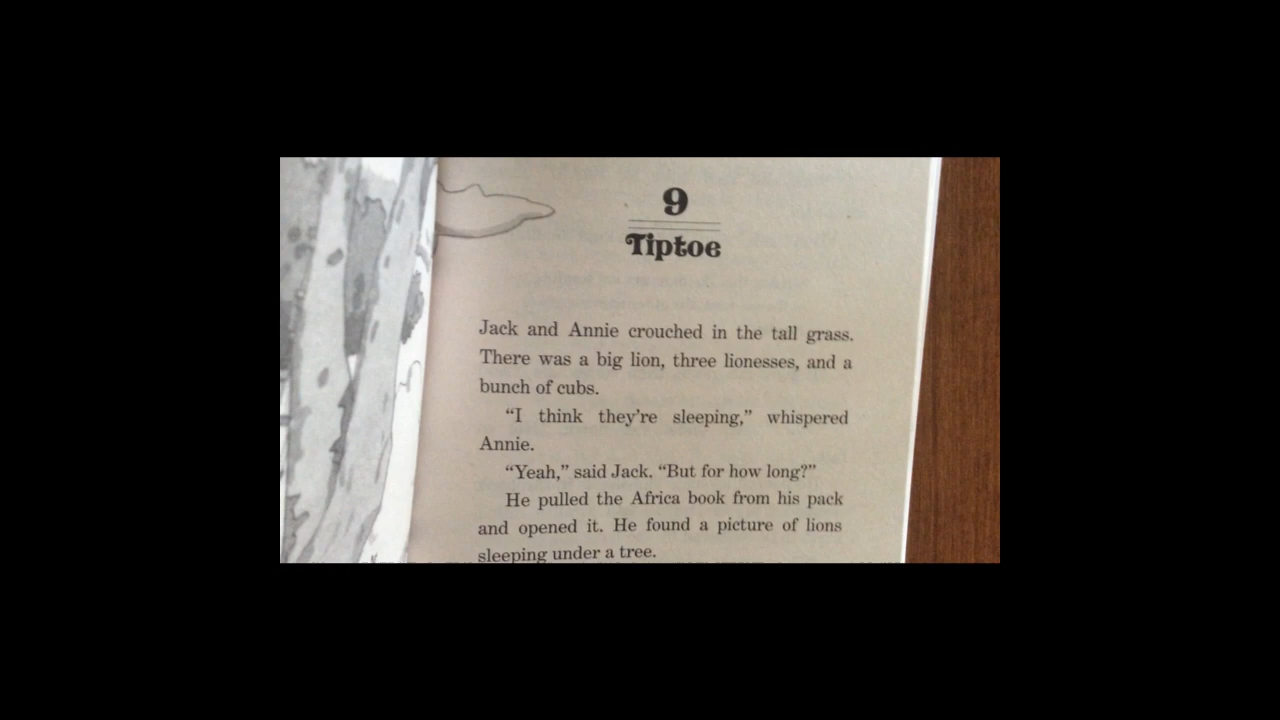 9
Tiptoe
Jack and Annie crouched in the tall grass.
There was a big lion, three lionesses, and a
bunch of cubs.
“I think they’re sleeping,” whispered
Annie.
“Yeah,” said Jack. “But for how long?”
He pulled the Africa book from his pack
and opened it. He found a picture of lions
sleeping under a tree.